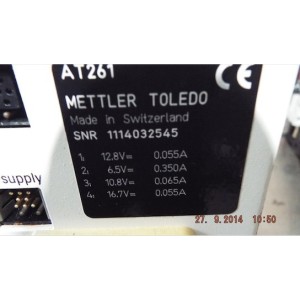 AT261
CE
METTLER TOLEDO
Made in Switzerland
SNR 1114032545
1: 12.8V= 0.055A
2: 6.5V= 0.350A
3: 10.8V= 0.065A
4: 16.7V= 0.055A
supply
27. 9.2014 10:50